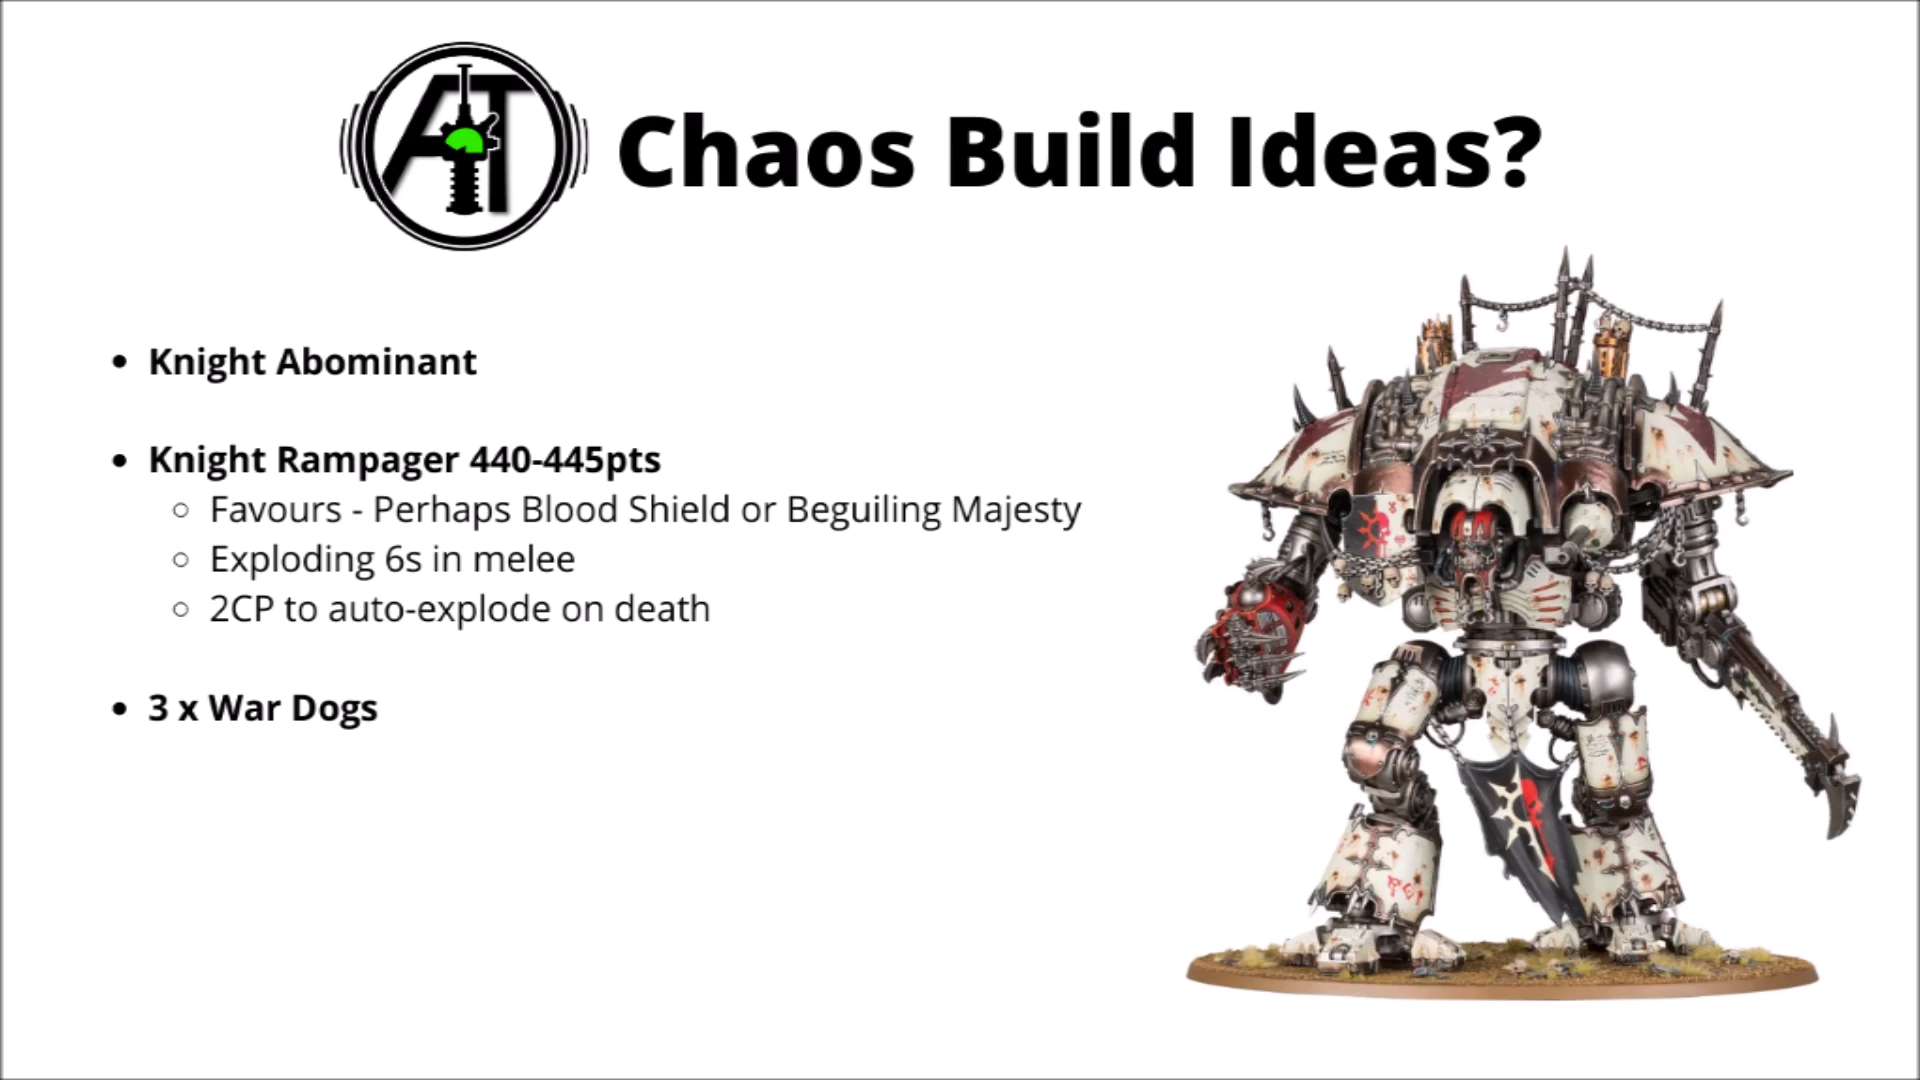 AT
Chaos Build Ideas?
Knight Abominant
Knight Rampager 440-445pts
Favours - Perhaps Blood Shield or Beguiling Majesty
Exploding 6s in melee
2CP to auto-explode on death
3 x War Dogs